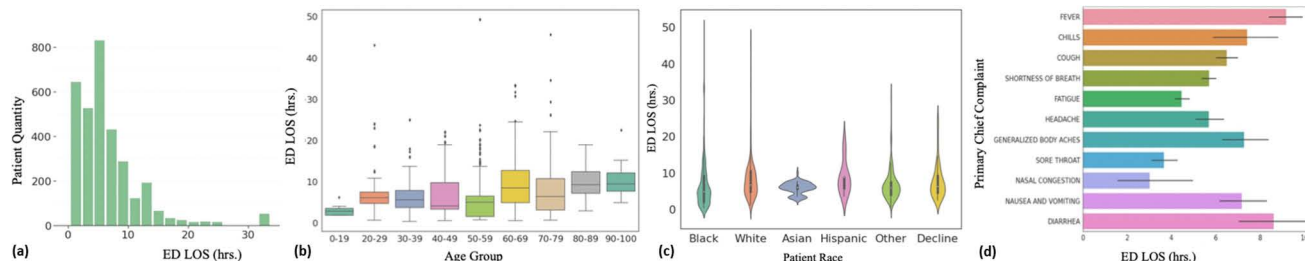 (a)
Patient Quantity
800
600
400
200
0
0 10 20 30
ED LOS (hrs.)
(b)
ED LOS (hrs.)
50
40
30
20
10
0
0-19 20-29 30-39 40-49 50-59 60-69 70-79 80-89 90-100
Age Group
(c)
ED LOS (hrs.)
50
40
30
20
10
0
Black White Asian Hispanic Other Decline
Patient Race
(d)
Primary Chief Complaint
FEVER
CHILLS
COUGH
SHORTNESS OF BREATH
FATIGUE
HEADACHE
GENERALIZED BODY ACHES
SORE THROAT
NASAL CONGESTION
NAUSEA AND VOMITING
DIARRHEA
0 2 4 6 8 10
ED LOS (hrs.)